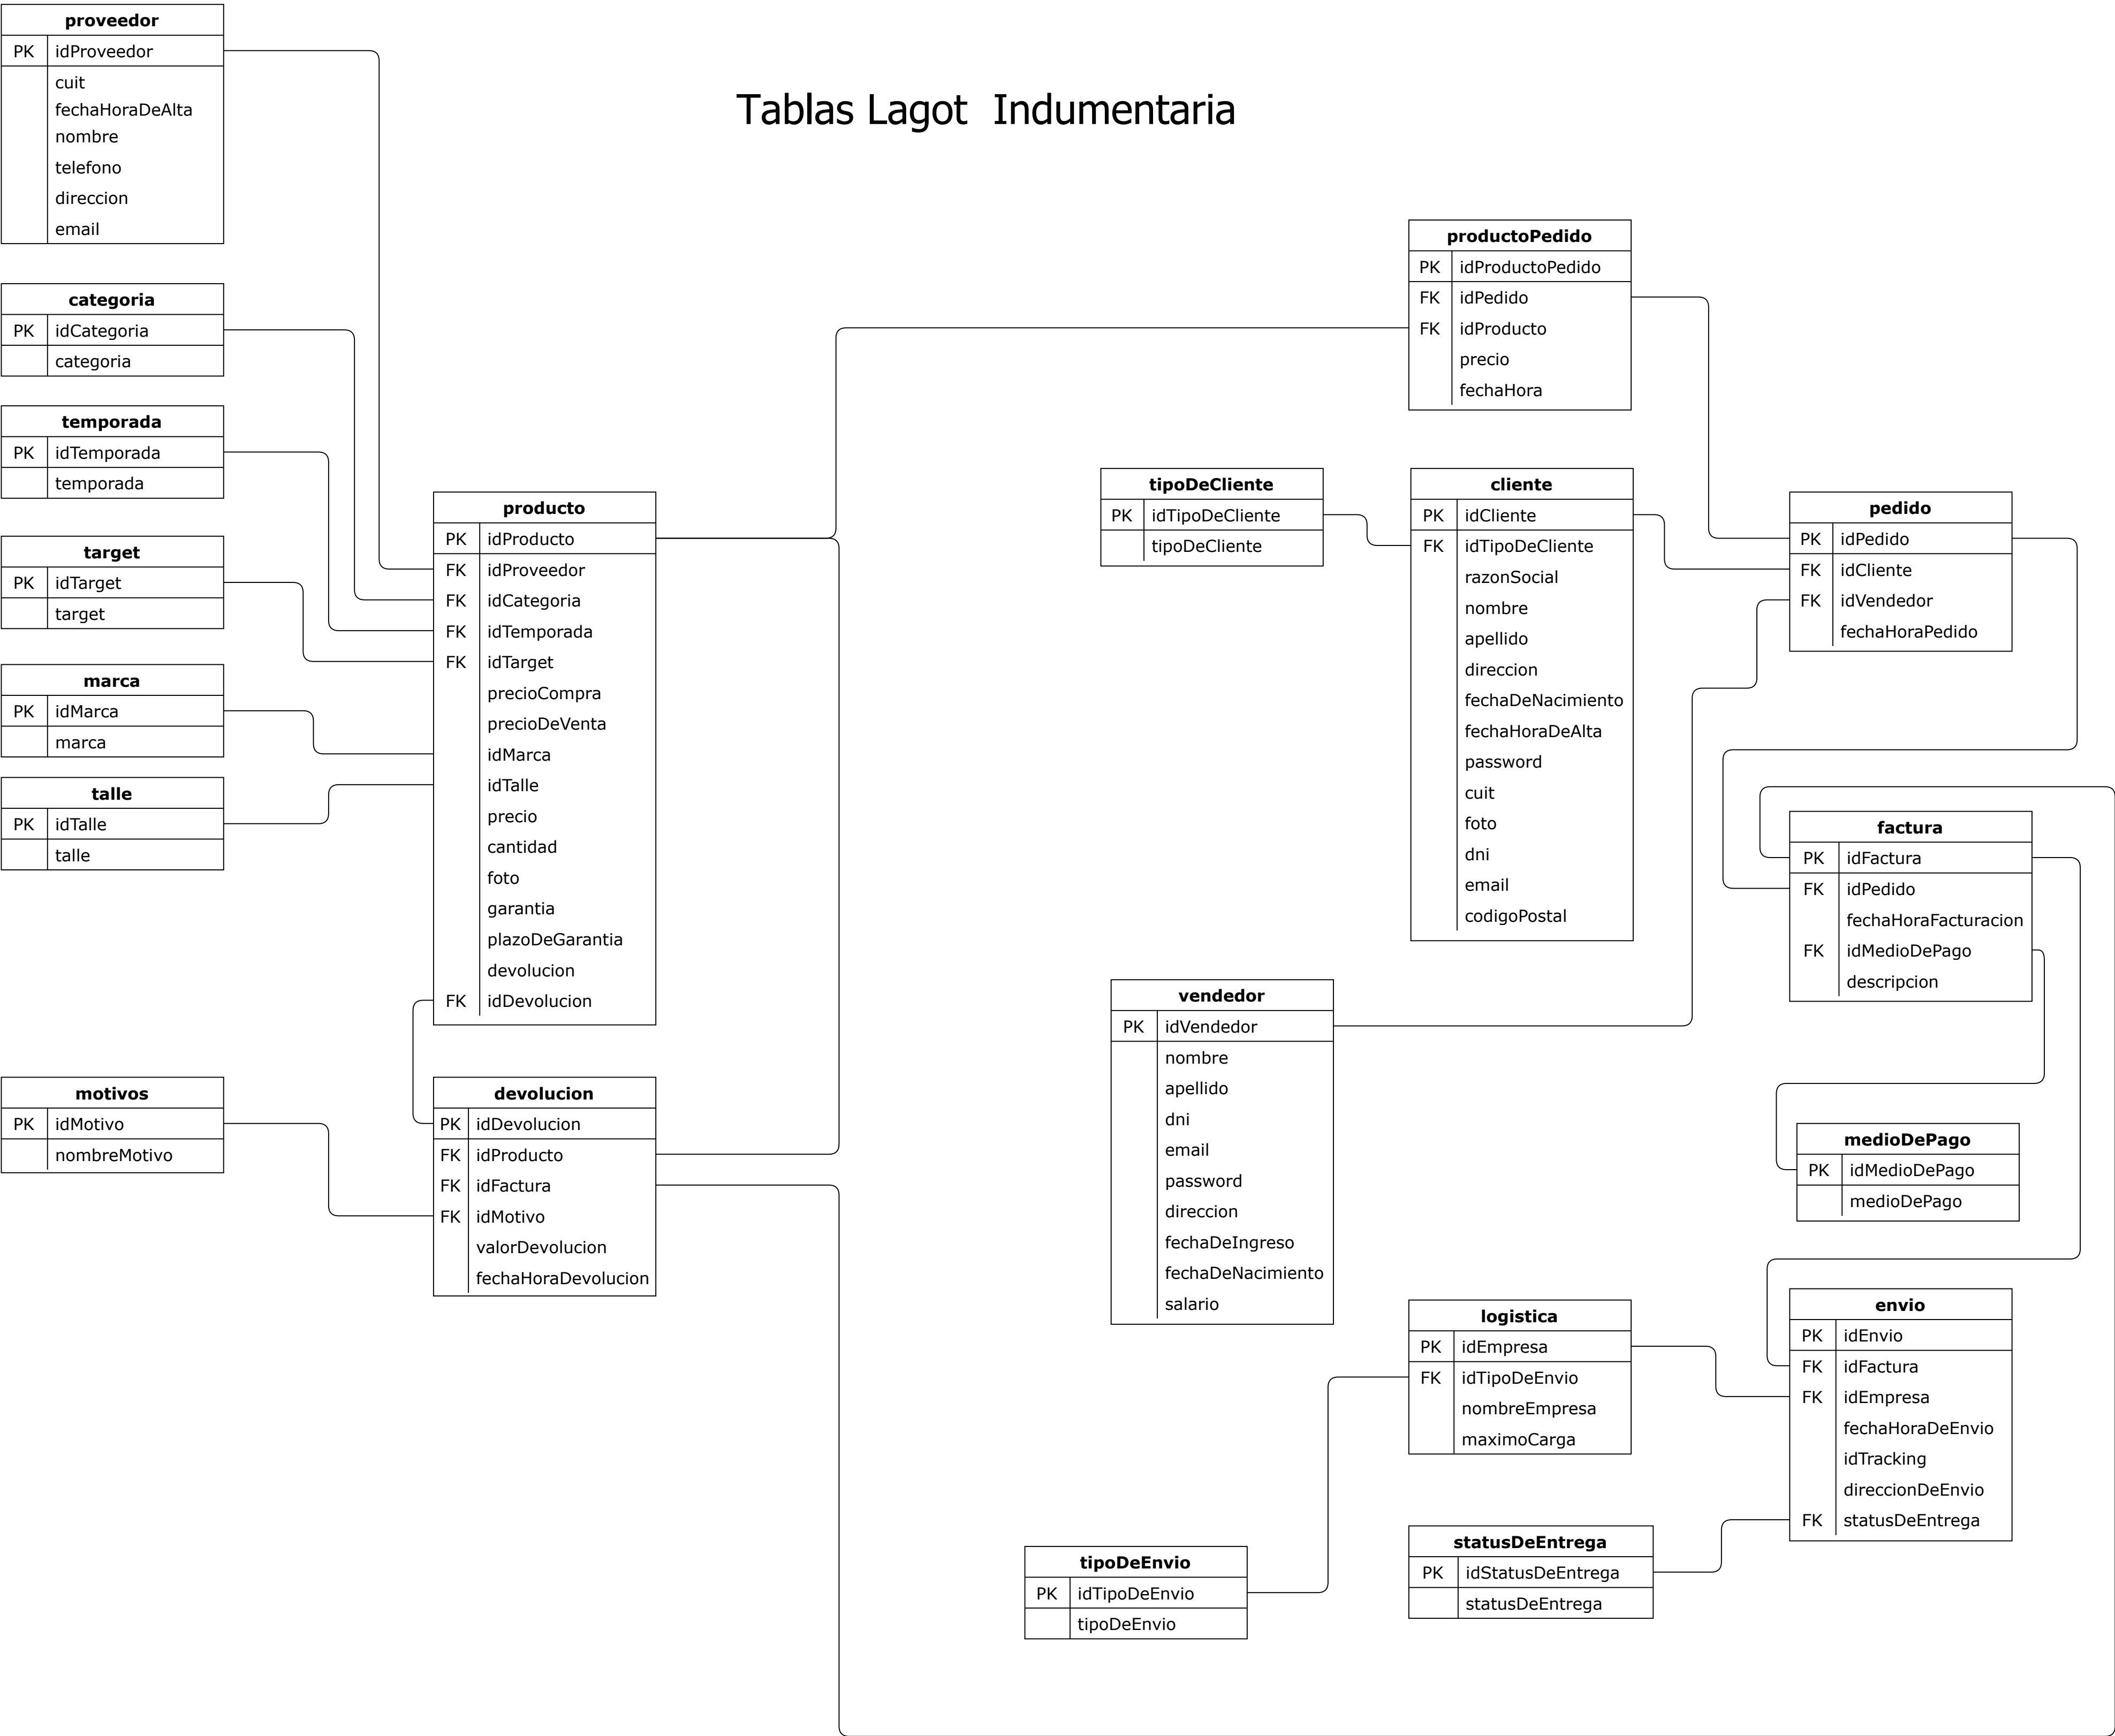 Tablas Lagot  Indumentaria
proveedor
PK idProveedor
cuit
fechaHoraDeAlta
nombre
telefono
direccion
email
categoria
PK idCategoria
categoria
temporada
PK idTemporada
temporada
target
PK idTarget
target
marca
PK idMarca
marca
talle
PK idTalle
talle
motivos
PK idMotivo
nombreMotivo
producto
PK idProducto
FK idProveedor
FK idCategoria
FK idTemporada
FK idTarget
precioCompra
precioDeVenta
idMarca
idTalle
precio
cantidad
foto
garantia
plazoDeGarantia
devolucion
FK idDevolucion
devolucion
PK idDevolucion
FK idProducto
FK idFactura
FK idMotivo
valorDevolucion
fechaHoraDevolucion
productoPedido
PK idProductoPedido
FK idPedido
FK idProducto
precio
fechaHora
tipoDeCliente
PK idTipoDeCliente
tipoDeCliente
cliente
PK idCliente
FK idTipoDeCliente
razonSocial
nombre
apellido
direccion
fechaDeNacimiento
fechaHoraDeAlta
password
cuit
foto
dni
email
codigoPostal
pedido
PK idPedido
FK idCliente
FK idVendedor
fechaHoraPedido
factura
PK idFactura
FK idPedido
fechaHoraFacturacion
FK idMedioDePago
descripcion
vendedor
PK idVendedor
nombre
apellido
dni
email
password
direccion
fechaDeIngreso
fechaDeNacimiento
salario
medioDePago
PK idMedioDePago
medioDePago
logistica
PK idEmpresa
FK idTipoDeEnvio
nombreEmpresa
maximoCarga
envio
PK idEnvio
FK idFactura
FK idEmpresa
fechaHoraDeEnvio
idTracking
direccionDeEnvio
FK statusDeEntrega
statusDeEntrega
PK idStatusDeEntrega
statusDeEntrega
tipoDeEnvio
PK idTipoDeEnvio
tipoDeEnvio